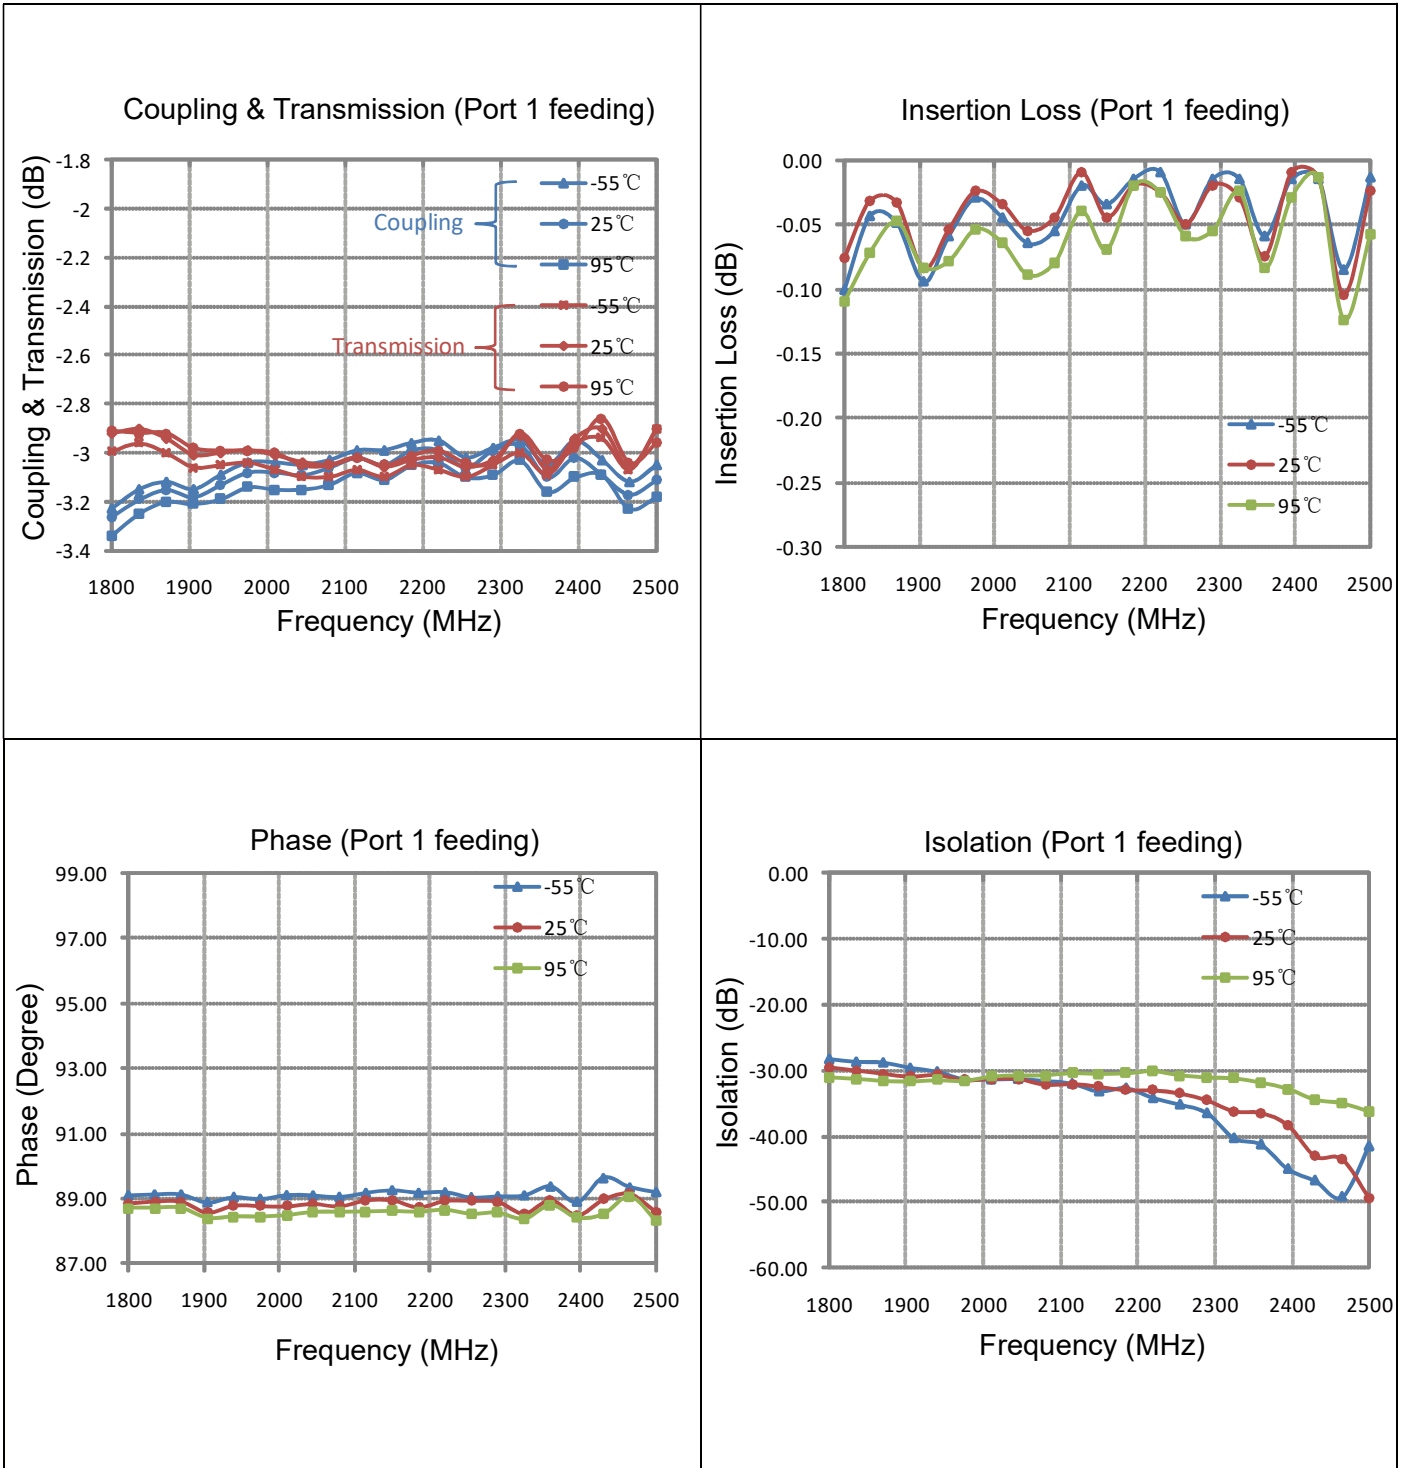 Coupling & Transmission (Port 1 feeding)
Coupling & Transmission (dB)
-1.8
-2
-2.2
-2.4
-2.6
-2.8
-3
-3.2
-3.4
Coupling
-55℃
25℃
95℃
Transmission
-55℃
25℃
95℃
1800 1900 2000 2100 2200 2300 2400 2500
Frequency (MHz)
Insertion Loss (Port 1 feeding)
Insertion Loss (dB)
0.00
-0.05
-0.10
-0.15
-0.20
-0.25
-0.30
-55℃
25℃
95℃
1800 1900 2000 2100 2200 2300 2400 2500
Frequency (MHz)
Phase (Port 1 feeding)
Phase (Degree)
99.00
97.00
95.00
93.00
91.00
89.00
87.00
-55℃
25℃
95℃
1800 1900 2000 2100 2200 2300 2400 2500
Frequency (MHz)
Isolation (Port 1 feeding)
Isolation (dB)
0.00
-10.00
-20.00
-30.00
-40.00
-50.00
-60.00
-55℃
25℃
95℃
1800 1900 2000 2100 2200 2300 2400 2500
Frequency (MHz)